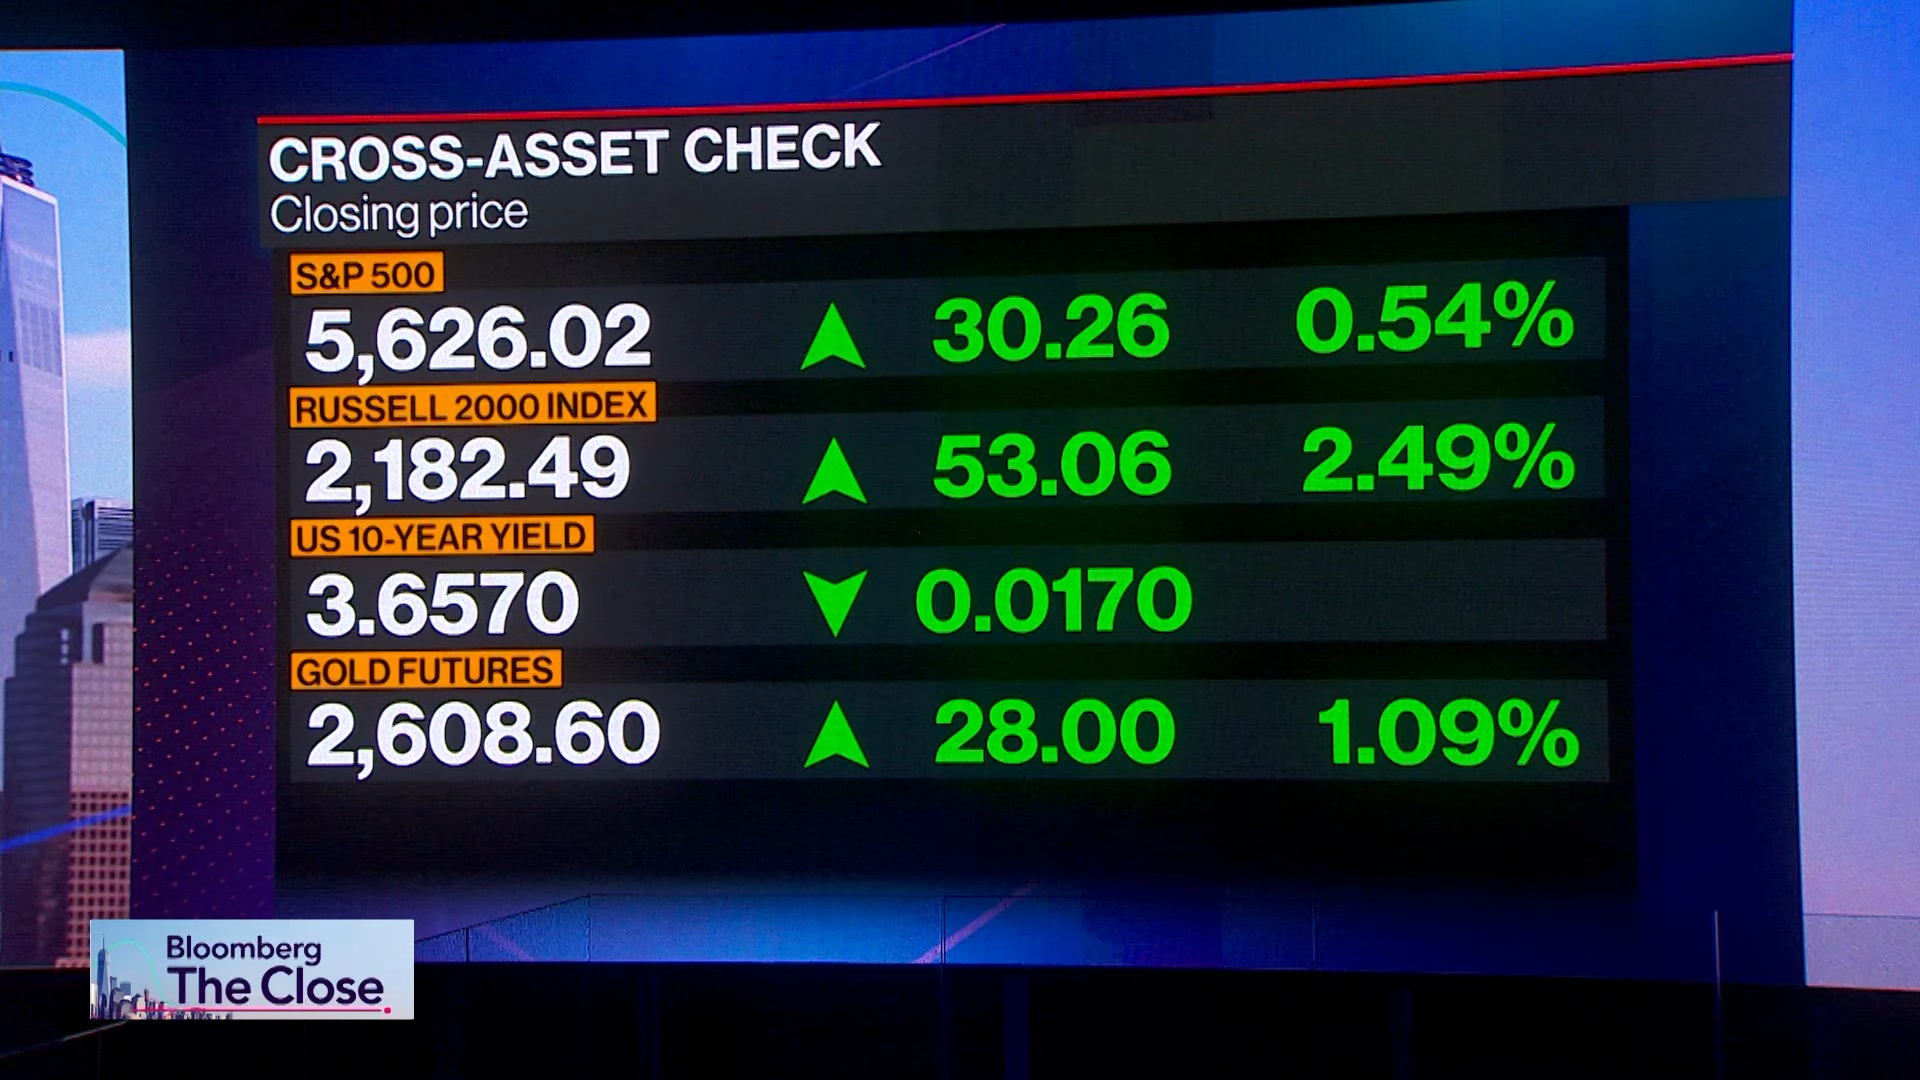 CROSS-ASSET CHECK
Closing price
S&P 500
5,626.02 ▲ 30.26 0.54%
RUSSELL 2000 INDEX
2,182.49 ▲ 53.06 2.49%
US 10-YEAR YIELD
3.6570 ▼ 0.0170
GOLD FUTURES
2,608.60 ▲ 28.00 1.09%
Bloomberg
The Close